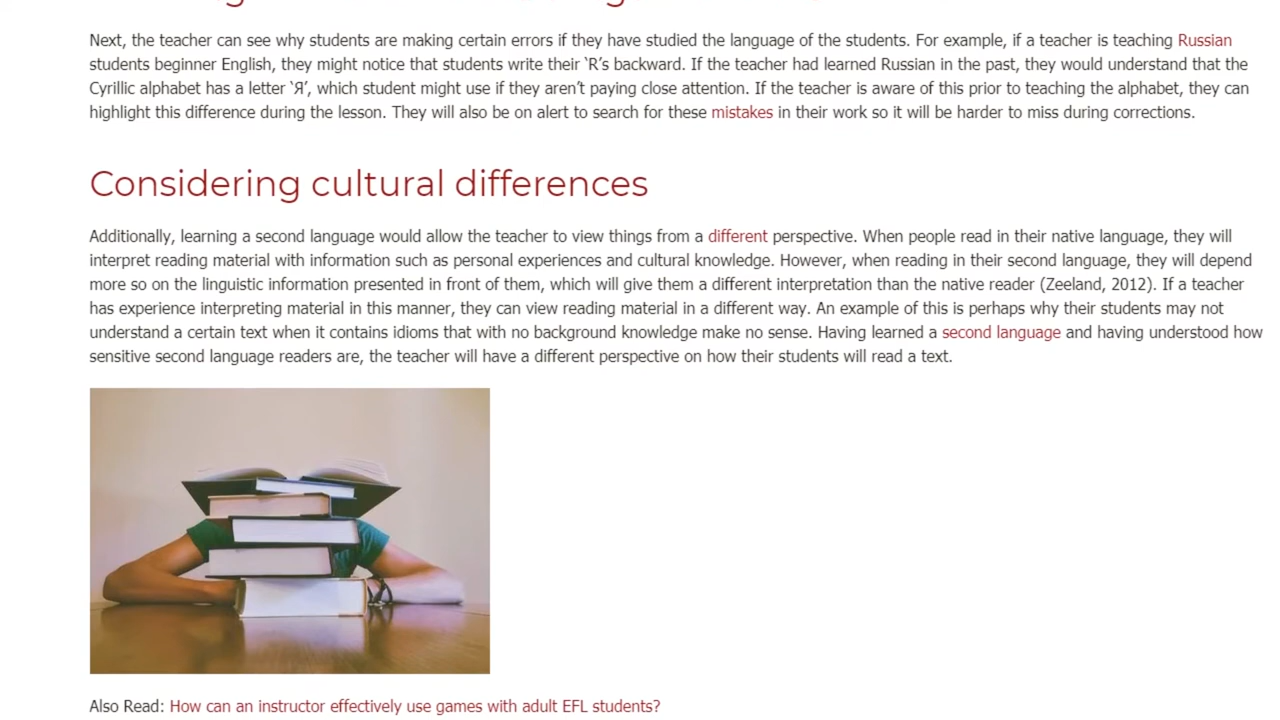 Next, the teacher can see why students are making certain errors if they have studied the language of the students. For example, if a teacher is teaching Russian
students beginner English, they might notice that students write their ‘R’s backward. If the teacher had learned Russian in the past, they would understand that the
Cyrillic alphabet has a letter ‘Я’, which student might use if they aren’t paying close attention. If the teacher is aware of this prior to teaching the alphabet, they can
highlight this difference during the lesson. They will also be on alert to search for these mistakes in their work so it will be harder to miss during corrections.
Considering cultural differences
Additionally, learning a second language would allow the teacher to view things from a different perspective. When people read in their native language, they will
interpret reading material with information such as personal experiences and cultural knowledge. However, when reading in their second language, they will depend
more so on the linguistic information presented in front of them, which will give them a different interpretation than the native reader (Zeeland, 2012). If a teacher
has experience interpreting material in this manner, they can view reading material in a different way. An example of this is perhaps why their students may not
understand a certain text when it contains idioms that with no background knowledge make no sense. Having learned a second language and having understood how
sensitive second language readers are, the teacher will have a different perspective on how their students will read a text.
Also Read: How can an instructor effectively use games with adult EFL students?